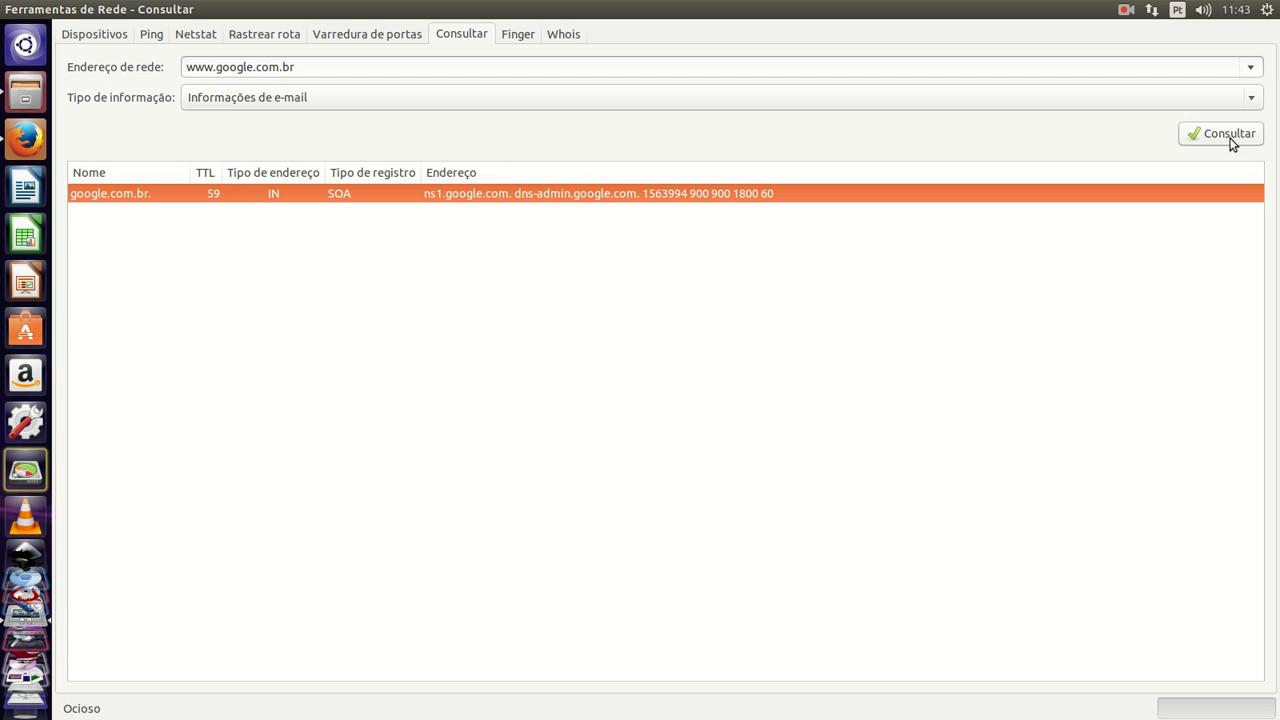 Ferramentas de Rede - Consultar
Pt
11:43
Dispositivos Ping Netstat Rastrear rota Varredura de portas Consultar Finger Whois
Endereço de rede: www.google.com.br
Tipo de informação: Informações de e-mail
Consultar
Nome TTL Tipo de endereço Tipo de registro Endereço
google.com.br. 59 IN SOA ns1.google.com. dns-admin.google.com. 1563994 900 900 1800 60
a
Ocioso